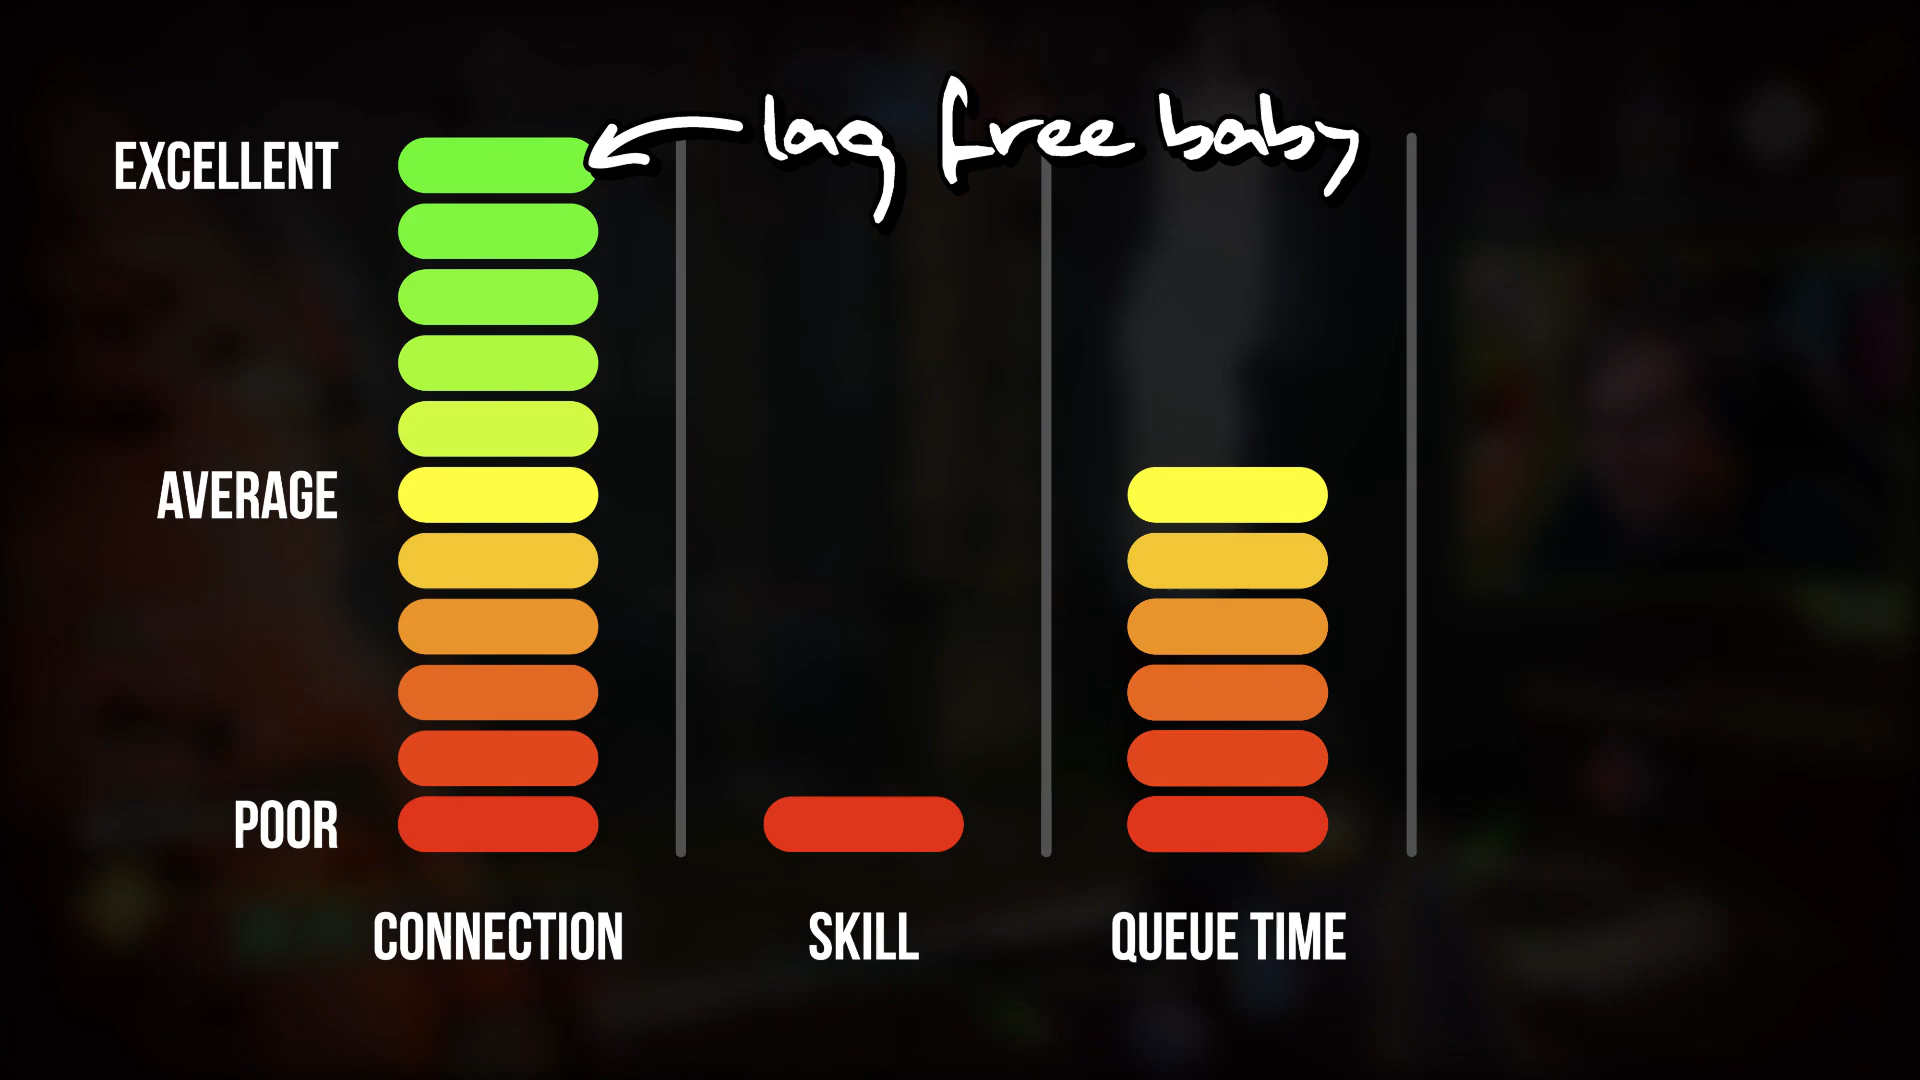 lag free baby
EXCELLENT
AVERAGE
POOR
CONNECTION
SKILL
QUEUE TIME